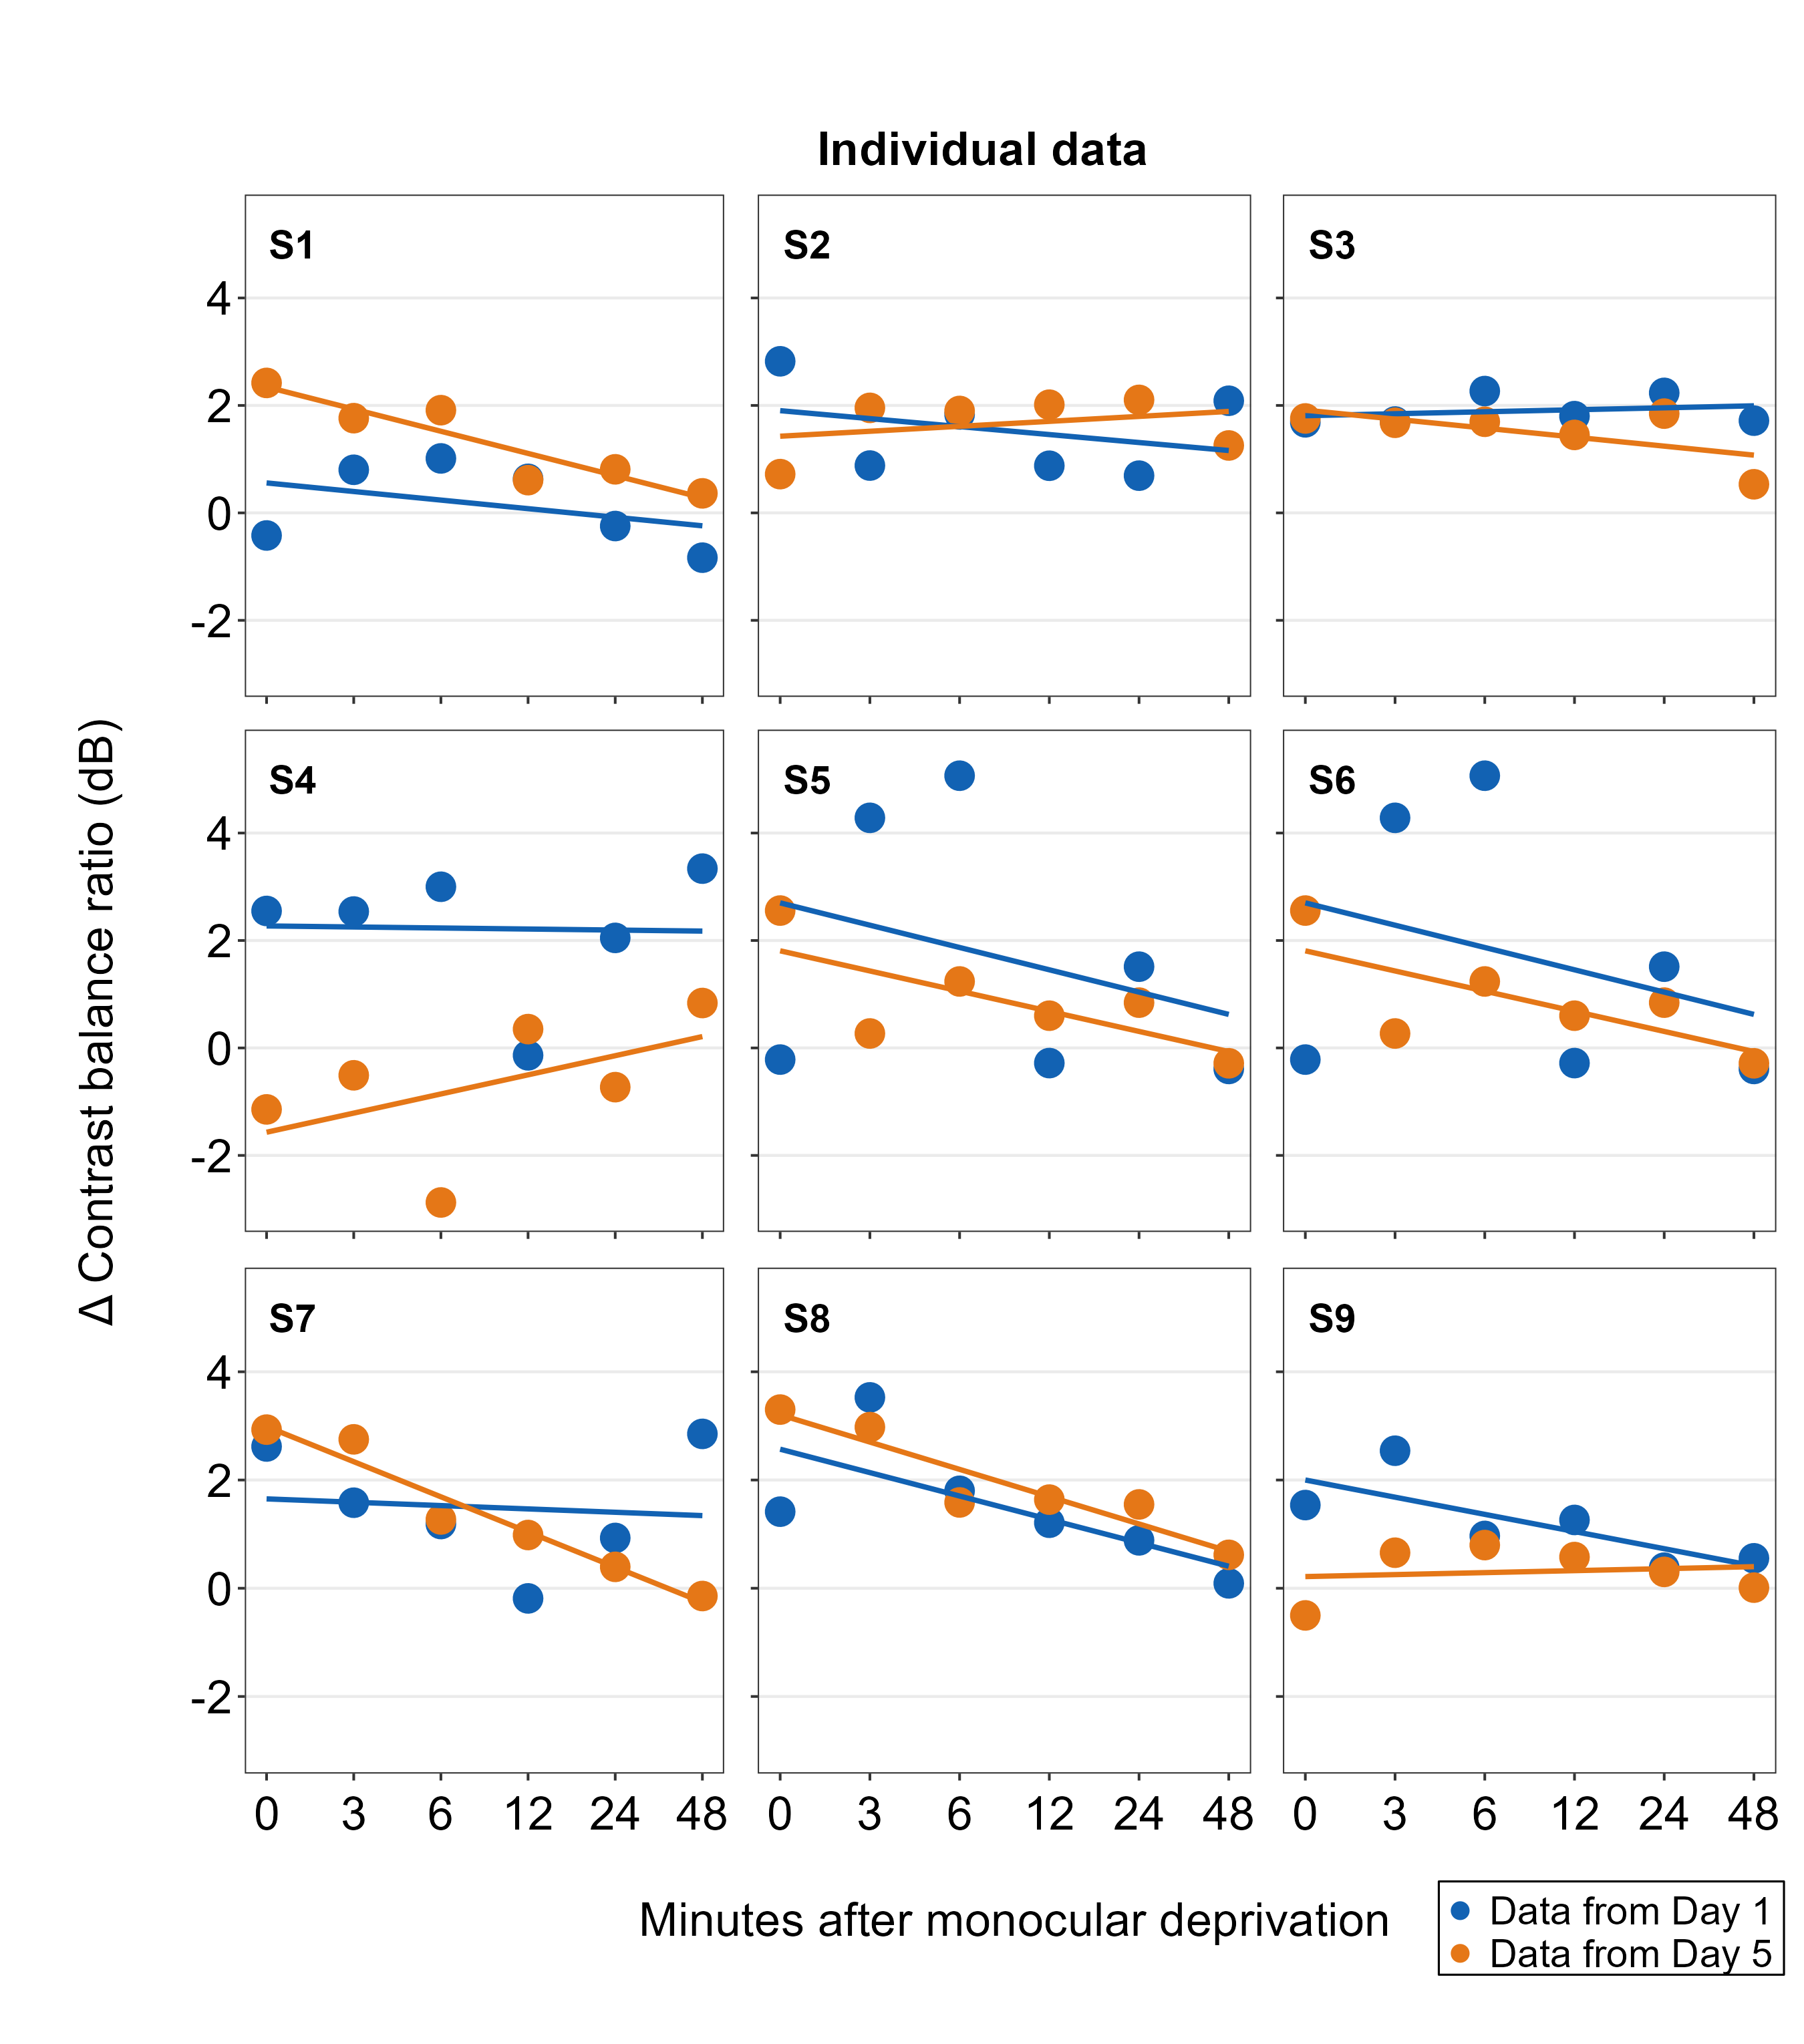 Individual data
S1
S2
S3
4
2
0
-2
S4
S5
S6
4
2
0
-2
Δ Contrast balance ratio (dB)
S7
S8
S9
4
2
0
-2
0 3 6 12 24 48
0 3 6 12 24 48
0 3 6 12 24 48
Minutes after monocular deprivation
Data from Day 1
Data from Day 5